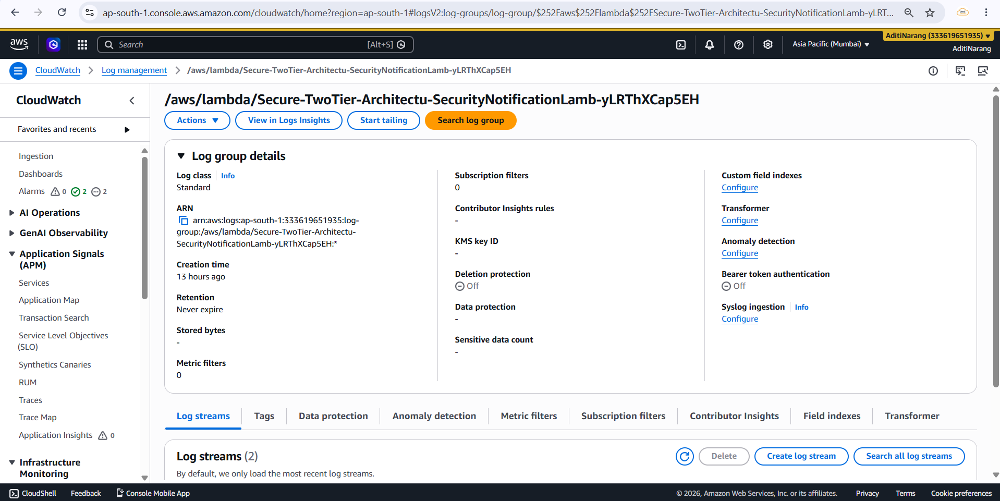 ap-south-1.console.aws.amazon.com/cloudwatch/home?region=ap-south-1#logsV2:log-groups/log-group/$252Faws$252Flambda$252FSecure-TwoTier-Architectu-SecurityNotificationLamb-yLRT...
aws
Search
[Alt+S]
Asia Pacific (Mumbai)
AditiNarang (333619651935)
AditiNarang
CloudWatch
Log management
/aws/lambda/Secure-TwoTier-Architectu-SecurityNotificationLamb-yLRThXCap5EH
CloudWatch
Favorites and recents
Ingestion
Dashboards
Alarms 0 2 2
AI Operations
GenAI Observability
Application Signals
(APM)
Services
Application Map
Transaction Search
Service Level Objectives
(SLO)
Synthetics Canaries
RUM
Traces
Trace Map
Application Insights 0
Infrastructure
Monitoring
/aws/lambda/Secure-TwoTier-Architectu-SecurityNotificationLamb-yLRThXCap5EH
Actions
View in Logs Insights
Start tailing
Search log group
Log group details
Log class Info
Standard
ARN
arn:aws:logs:ap-south-1:333619651935:log-
group:/aws/lambda/Secure-TwoTier-Architectu-
SecurityNotificationLamb-yLRThXCap5EH:*
Creation time
13 hours ago
Retention
Never expire
Stored bytes
-
Metric filters
0
Subscription filters
0
Contributor Insights rules
-
KMS key ID
-
Deletion protection
Off
Data protection
-
Sensitive data count
-
Custom field indexes
Configure
Transformer
Configure
Anomaly detection
Configure
Bearer token authentication
Off
Syslog ingestion Info
Configure
Log streams
Tags
Data protection
Anomaly detection
Metric filters
Subscription filters
Contributor Insights
Field indexes
Transformer
Log streams (2)
Delete
Create log stream
Search all log streams
By default, we only load the most recent log streams.
CloudShell
Feedback
Console Mobile App
© 2026, Amazon Web Services, Inc. or its affiliates.
Privacy
Terms
Cookie preferences